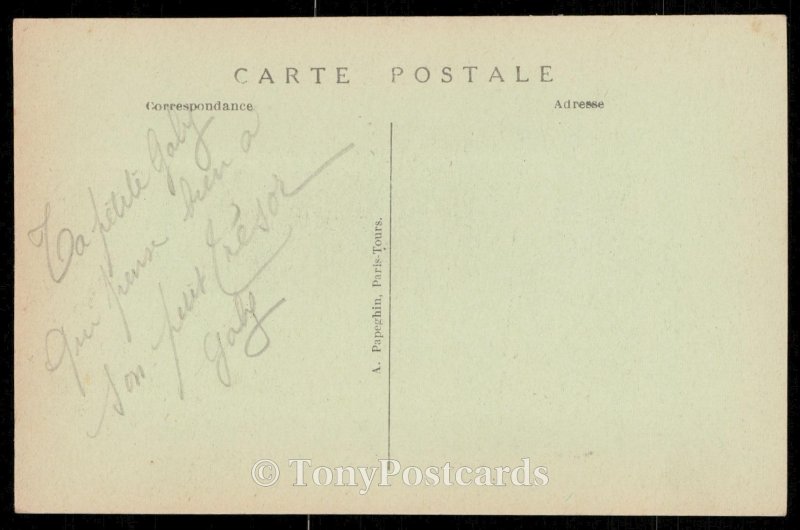 CARTE POSTALE
Correspondance
Adresse
Ta petite Gaby
qui pense bien a
son petit trésor
Gaby
A. Papeghin, Paris-Tours.
© TonyPostcards